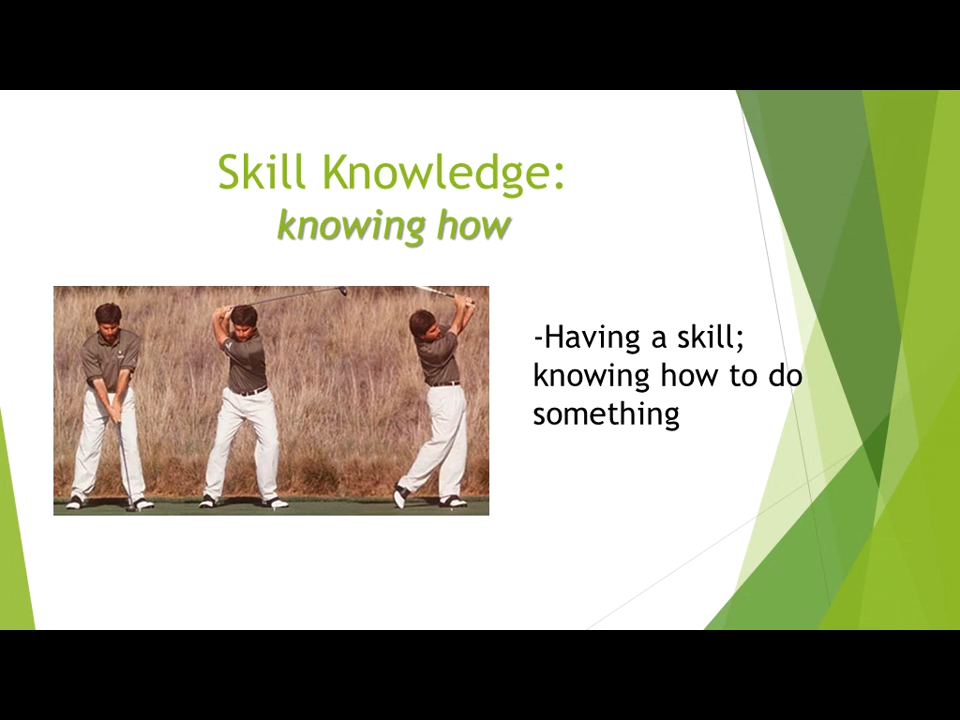 Skill Knowledge:
knowing how
-Having a skill;
knowing how to do
something